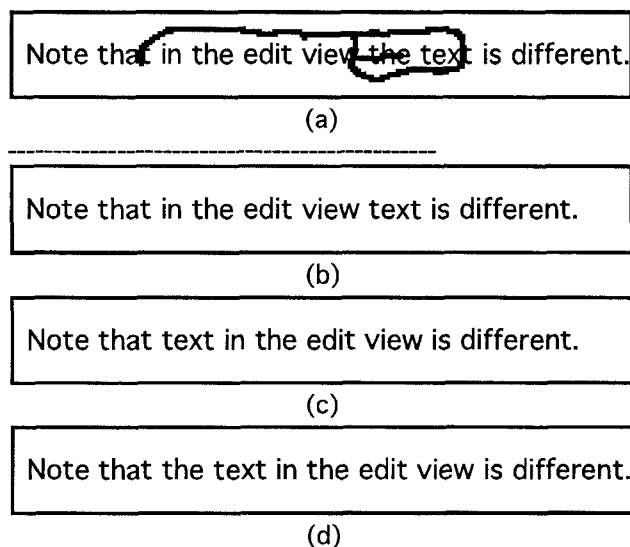 Note that in the edit view the text is different.
(a)
Note that in the edit view text is different.
(b)
Note that text in the edit view is different.
(c)
Note that the text in the edit view is different.
(d)